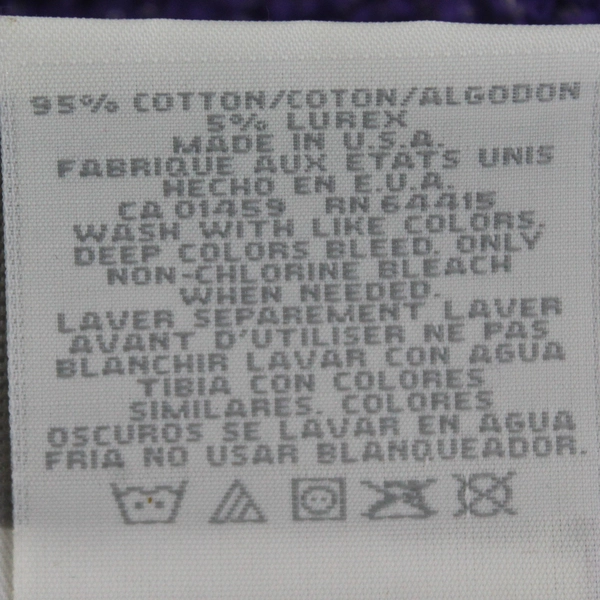 95% COTTON/COTON/ALGODON
5% LUREX
MADE IN U.S.A.
FABRIQUE AUX ETATS UNIS
HECHO EN E.U.A.
CA 01459 RN 64415
WASH WITH LIKE COLORS,
DEEP COLORS BLEED. ONLY
NON-CHLORINE BLEACH
WHEN NEEDED.
LAVER SEPAREMENT LAVER
AVANT D'UTILISER NE PAS
BLANCHIR LAVAR CON AGUA
TIBIA CON COLORES
SIMILARES. COLORES
OSCUROS SE LAVAR EN AGUA
FRIA NO USAR BLANQUEADOR.